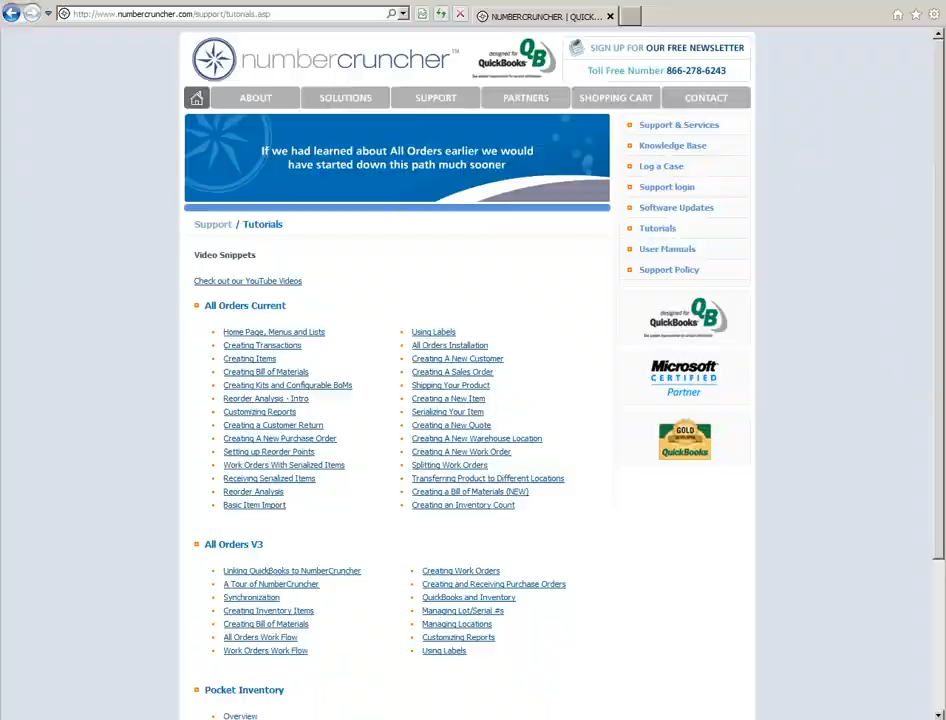 http://www.numbercruncher.com/support/tutorials.asp
NUMBERCRUNCHER | QUICK...
numbercruncher™
designed for
QuickBooks
QB
SIGN UP FOR OUR FREE NEWSLETTER
Toll Free Number 866-278-6243
ABOUT
SOLUTIONS
SUPPORT
PARTNERS
SHOPPING CART
CONTACT
If we had learned about All Orders earlier we would
have started down this path much sooner
Support / Tutorials
Video Snippets
Check out our YouTube Videos
All Orders Current
Home Page, Menus and Lists
Creating Transactions
Creating Items
Creating Bill of Materials
Creating Kits and Configurable BoMs
Reorder Analysis - Intro
Customizing Reports
Creating a Customer Return
Creating A New Purchase Order
Setting up Reorder Points
Work Orders With Serialized Items
Receiving Serialized Items
Reorder Analysis
Basic Item Import
Using Labels
All Orders Installation
Creating A New Customer
Creating A Sales Order
Shipping Your Product
Creating a New Item
Serializing Your Item
Creating a New Quote
Creating A New Warehouse Location
Creating A New Work Order
Splitting Work Orders
Transferring Product to Different Locations
Creating a Bill of Materials (NEW)
Creating an Inventory Count
All Orders V3
Linking QuickBooks to NumberCruncher
A Tour of NumberCruncher
Synchronization
Creating Inventory Items
Creating Bill of Materials
All Orders Work Flow
Work Orders Work Flow
Creating Work Orders
Creating and Receiving Purchase Orders
QuickBooks and Inventory
Managing Lot/Serial #s
Managing Locations
Customizing Reports
Using Labels
Pocket Inventory
Overview
Support & Services
Knowledge Base
Log a Case
Support login
Software Updates
Tutorials
User Manuals
Support Policy
designed for
QuickBooks
QB
Microsoft
CERTIFIED
Partner
GOLD
DEVELOPER
QuickBooks